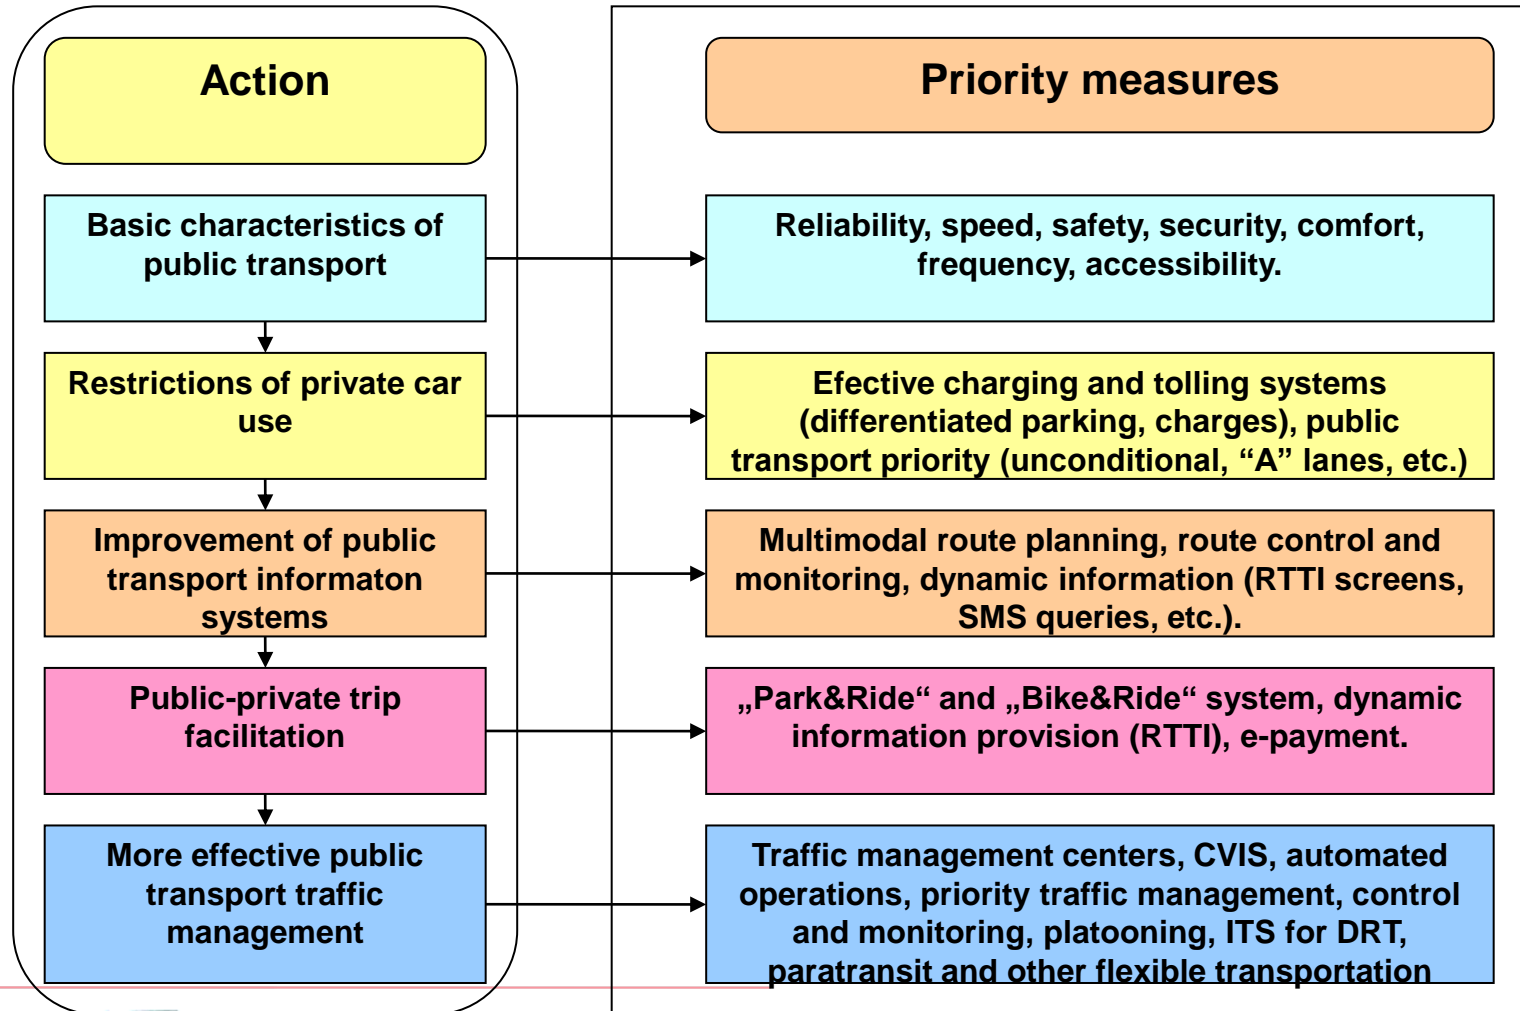 Action
Priority measures
Basic characteristics of
public transport
Reliability, speed, safety, security, comfort,
frequency, accessibility.
Restrictions of private car
use
Efective charging and tolling systems
(differentiated parking, charges), public
transport priority (unconditional, “A” lanes, etc.)
Improvement of public
transport informaton
systems
Multimodal route planning, route control and
monitoring, dynamic information (RTTI screens,
SMS queries, etc.).
Public-private trip
facilitation
„Park&Ride“ and „Bike&Ride“ system, dynamic
information provision (RTTI), e-payment.
More effective public
transport traffic
management
Traffic management centers, CVIS, automated
operations, priority traffic management, control
and monitoring, platooning, ITS for DRT,
paratransit and other flexible transportation